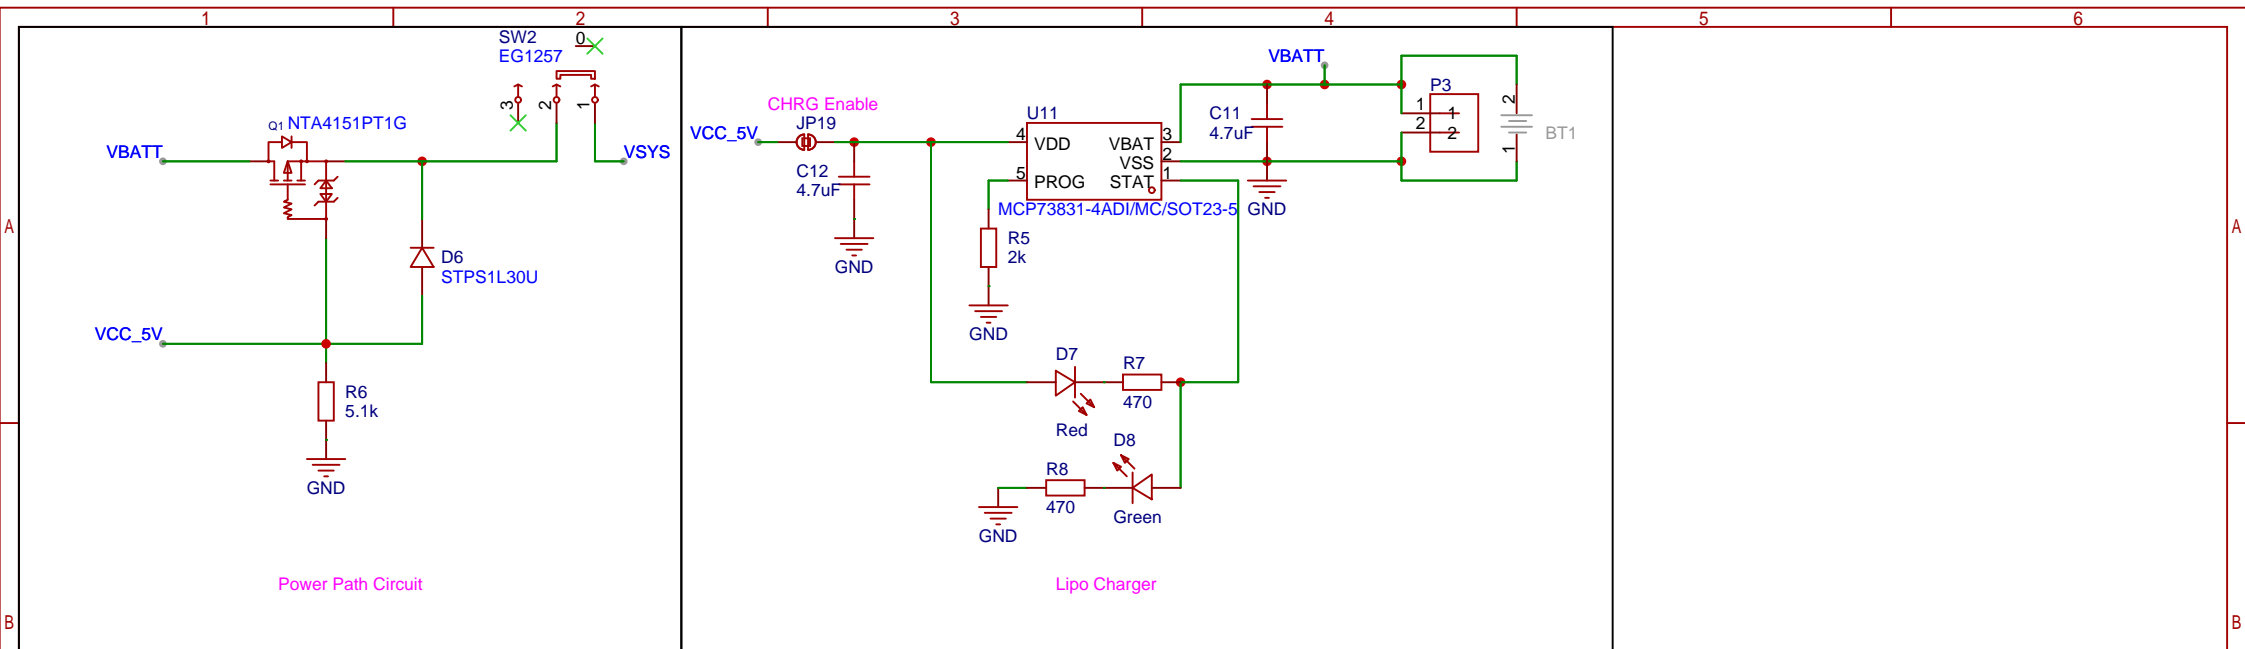 1 2 3 4 5 6
A A
B B
SW2
EG1257
0
3 2 1
Q1 NTA4151PT1G
VBATT
VSYS
D6
STPS1L30U
VCC_5V
R6
5.1k
GND
Power Path Circuit
CHRG Enable
JP19
VCC_5V
C12
4.7uF
GND
U11
4 VDD VBAT 3
VSS 2
5 PROG STAT 1
MCP73831-4ADI/MC/SOT23-5
R5
2k
GND
VBATT
C11
4.7uF
GND
P3
1 1
2 2
2
BT1
1
D7
Red
R7
470
D8
Green
R8
470
GND
Lipo Charger